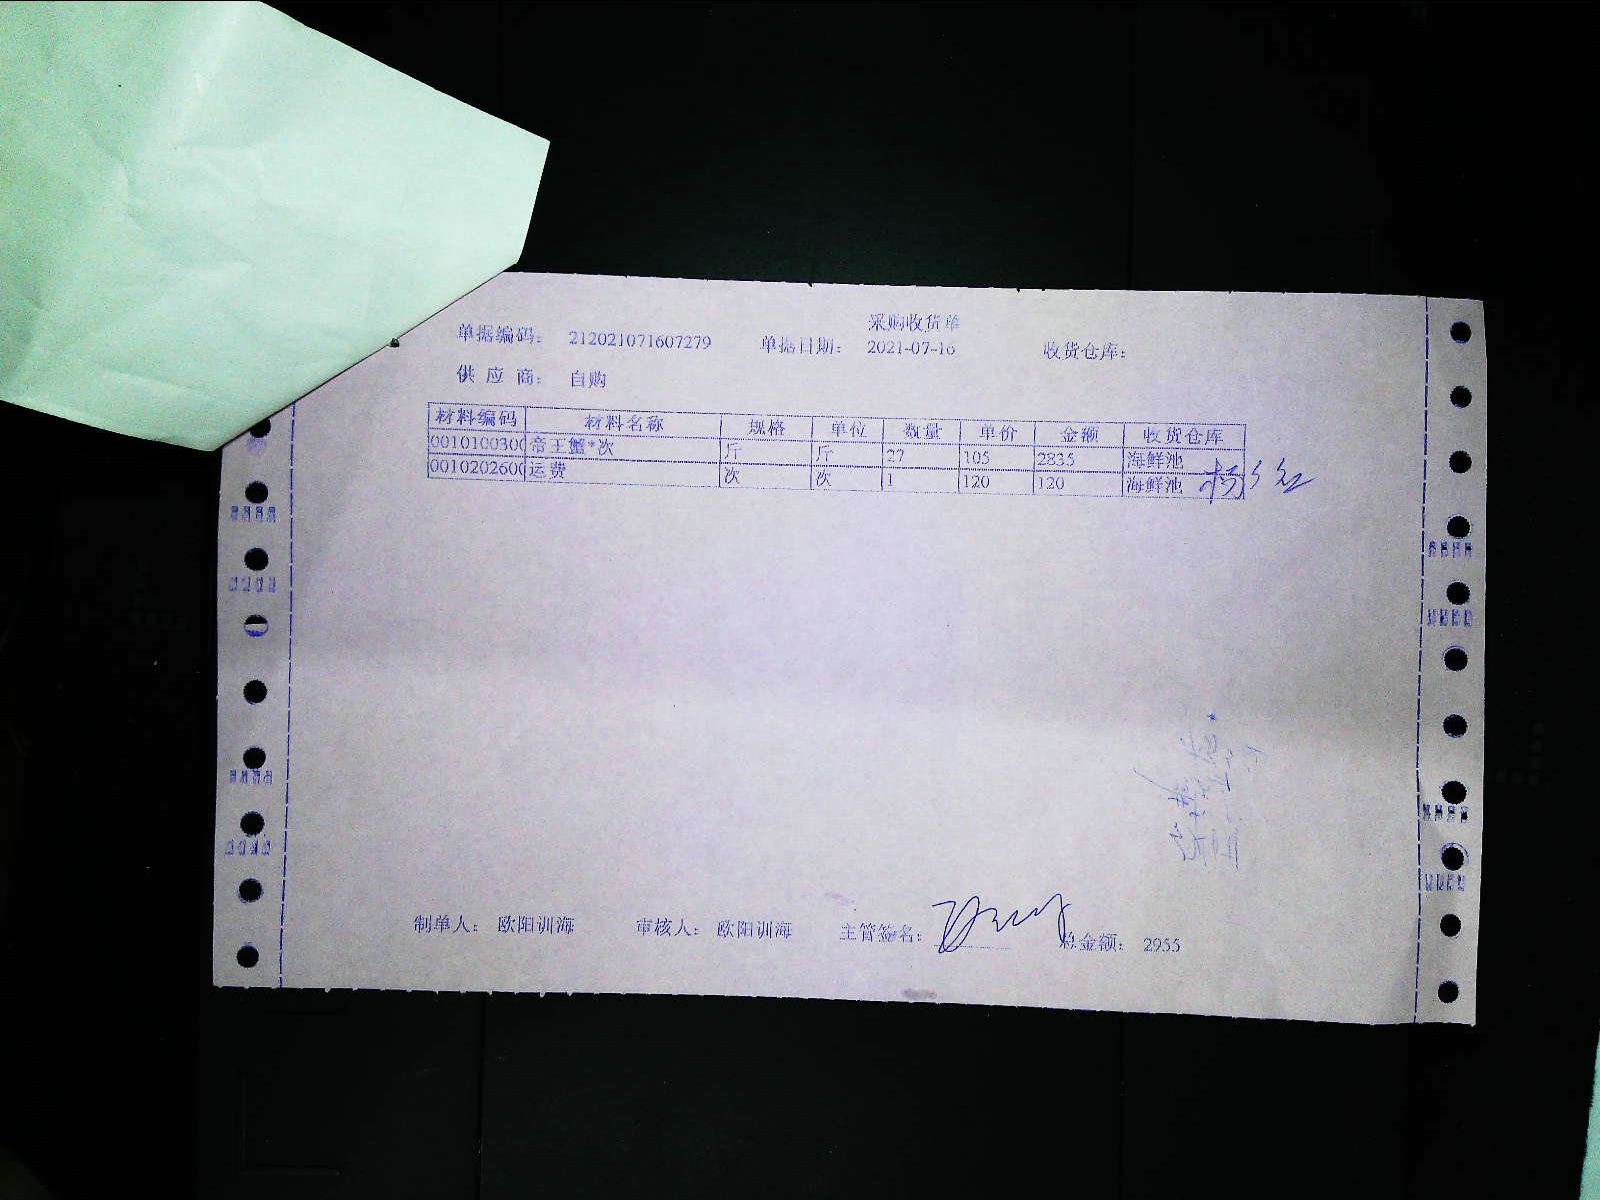 采购收货单
单据编码: 212021071607279 单据日期: 2021-07-16 收货仓库:
供应商: 自购
材料编码 材料名称 规格 单位 数量 单价 金额 收货仓库
0010100300 帝王蟹*次 斤 斤 27 105 2835 海鲜池
0010202600 运费 次 次 1 120 120 海鲜池
制单人: 欧阳训海 审核人: 欧阳训海 主管签名: 总金额: 2955